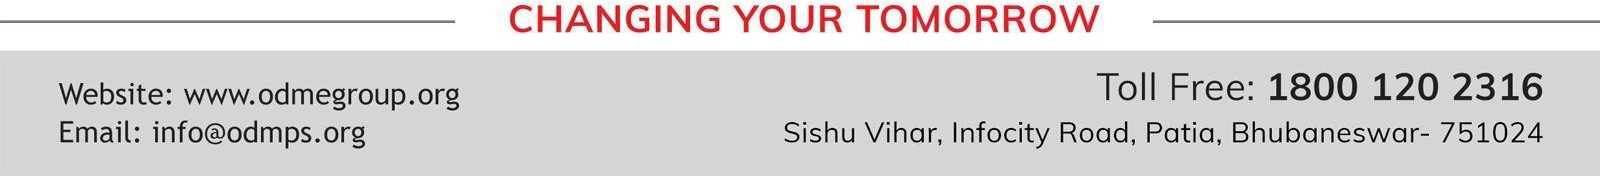 CHANGING YOUR TOMORROW
Website: www.odmegroup.org
Email: info@odmps.org
Toll Free: 1800 120 2316
Sishu Vihar, Infocity Road, Patia, Bhubaneswar- 751024